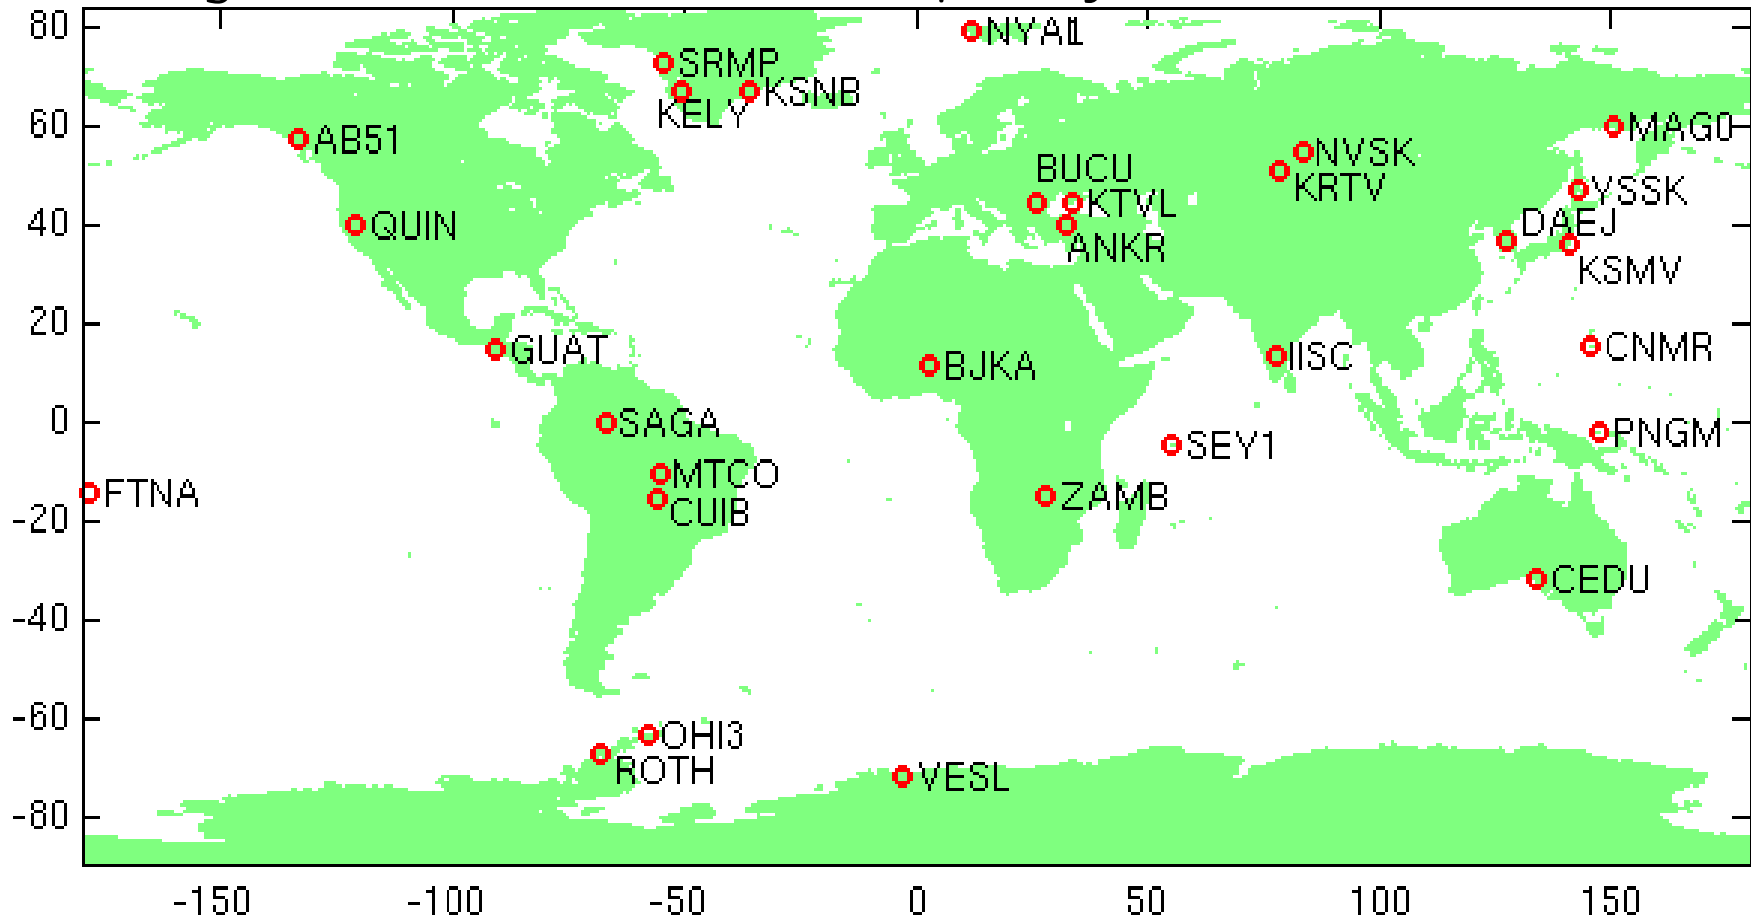 80
NYAL
SRMP
KSNB
KELY
60
AB51
MAG0
NVSK
BUCU
KRTV
YSSK
KTVL
40
QUIN
DAEJ
ANKR
KSMV
20
GUAT
CNMR
BJKA
IISC
0
SAGA
PNGM
SEY1
MTCO
FTNA
ZAMB
CUIB
-20
CEDU
-40
-60
OHI3
ROTH
VESL
-80
-150 -100 -50 0 50 100 150